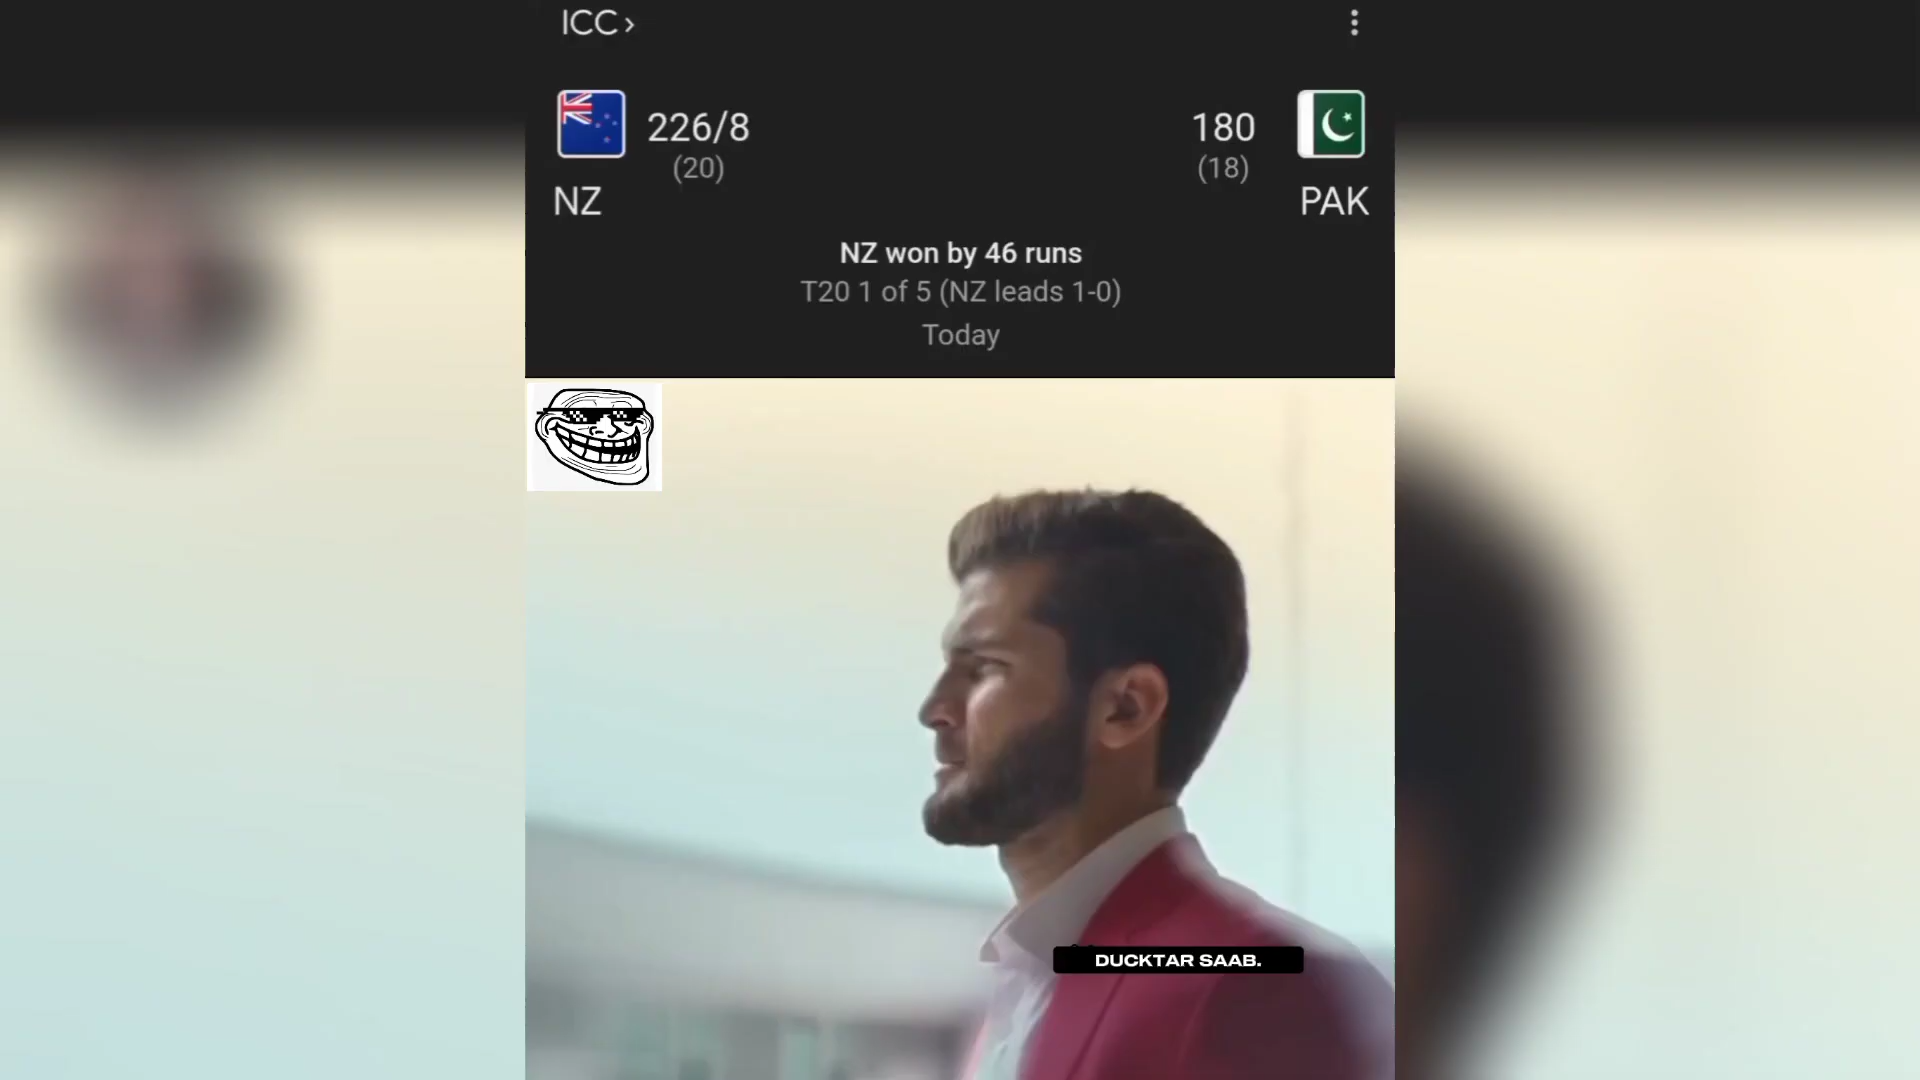 ICC ›
226/8
(20)
NZ
180
(18)
PAK
NZ won by 46 runs
T20 1 of 5 (NZ leads 1-0)
Today
DUCKTAR SAAB.